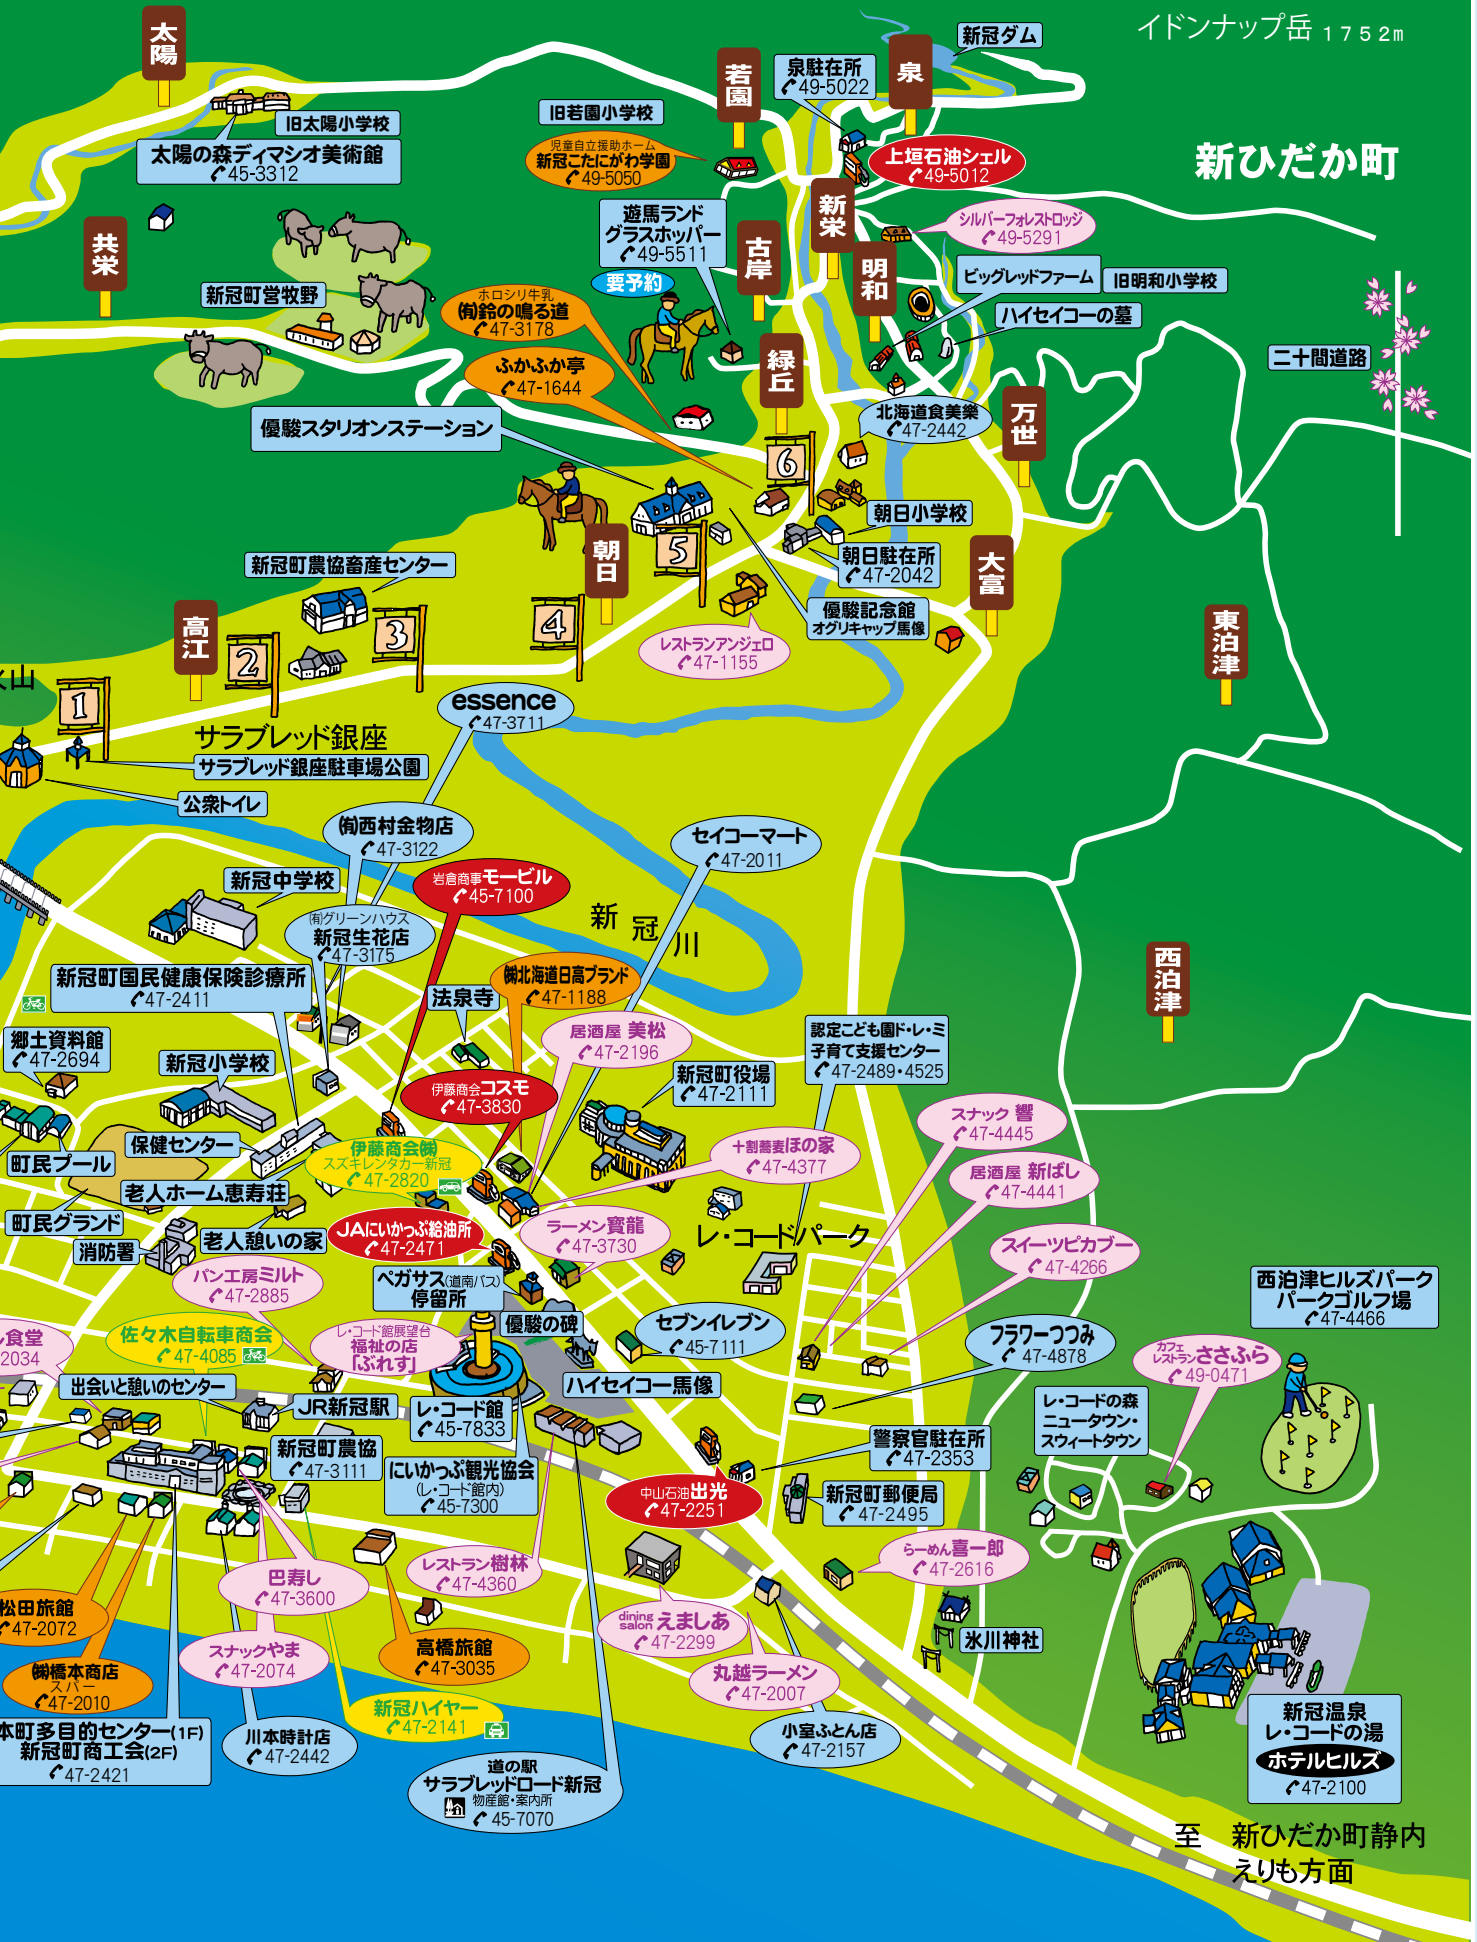 イドンナップ岳 1752m
太陽
新冠ダム
若園
泉駐在所
49-5022
泉
旧若園小学校
旧太陽小学校
太陽の森ディマシオ美術館
45-3312
児童自立援助ホーム
新冠こたにがわ学園
49-5050
上垣石油シェル
49-5012
新ひだか町
新栄
遊馬ランド
グラスホッパー
49-5511
要予約
シルバーフォレストロッジ
49-5291
共栄
古岸
明和
ビッグレッドファーム
旧明和小学校
ハイセイコーの墓
新冠町営牧野
ホロシリ牛乳
(有)鈴の鳴る道
47-3178
二十間道路
緑丘
ふかふか亭
47-1644
北海道食美樂
47-2442
万世
優駿スタリオンステーション
6
朝日小学校
朝日
5
朝日駐在所
47-2042
大富
新冠町農協畜産センター
優駿記念館
オグリキャップ馬像
高江
2
3
4
レストランアンジェロ
47-1155
東泊津
1
essence
47-3711
サラブレッド銀座
サラブレッド銀座駐車場公園
公衆トイレ
(有)西村金物店
47-3122
セイコーマート
47-2011
新冠中学校
岩倉商事モービル
45-7100
新冠川
(有)グリーンハウス
新冠生花店
47-3175
西泊津
新冠町国民健康保険診療所
47-2411
(株)北海道日高ブランド
47-1188
法泉寺
郷土資料館
47-2694
居酒屋 美松
47-2196
認定こども園ド・レ・ミ
子育て支援センター
47-2489・4525
新冠小学校
新冠町役場
47-2111
伊藤商会コスモ
47-3830
スナック 響
47-4445
保健センター
伊藤商会(株)
スズキレンタカー新冠
47-2820
十割蕎麦ほの家
47-4377
町民プール
居酒屋 新ばし
47-4441
老人ホーム恵寿荘
町民グランド
老人憩いの家
消防署
JAにいかっぷ給油所
47-2471
ラーメン寳龍
47-3730
レ・コードパーク
スイーツピカブー
47-4266
パン工房ミルト
47-2885
ペガサス(道南バス)
停留所
西泊津ヒルズパーク
パークゴルフ場
47-4466
食堂
2034
佐々木自転車商会
47-4085
レ・コード館展望台
福祉の店
「ぶれす」
優駿の碑
セブンイレブン
45-7111
フラワーつつみ
47-4878
カフェ
レストランささふら
49-0471
出会いと憩いのセンター
JR新冠駅
レ・コード館
45-7833
ハイセイコー馬像
レ・コードの森
ニュータウン・
スウィートタウン
新冠町農協
47-3111
にいかっぷ観光協会
(レ・コード館内)
45-7300
警察官駐在所
47-2353
中山石油出光
47-2251
新冠町郵便局
47-2495
巴寿し
47-3600
レストラン樹林
47-4360
らーめん喜一郎
47-2616
松田旅館
47-2072
dining
salon えましあ
47-2299
氷川神社
スナックやま
47-2074
高橋旅館
47-3035
丸越ラーメン
47-2007
(株)橋本商店
スパー
47-2010
新冠ハイヤー
47-2141
新冠温泉
レ・コードの湯
ホテルヒルズ
47-2100
本町多目的センター(1F)
新冠町商工会(2F)
47-2421
川本時計店
47-2442
小室ふとん店
47-2157
道の駅
サラブレッドロード新冠
物産館・案内所
45-7070
至 新ひだか町静内
えりも方面